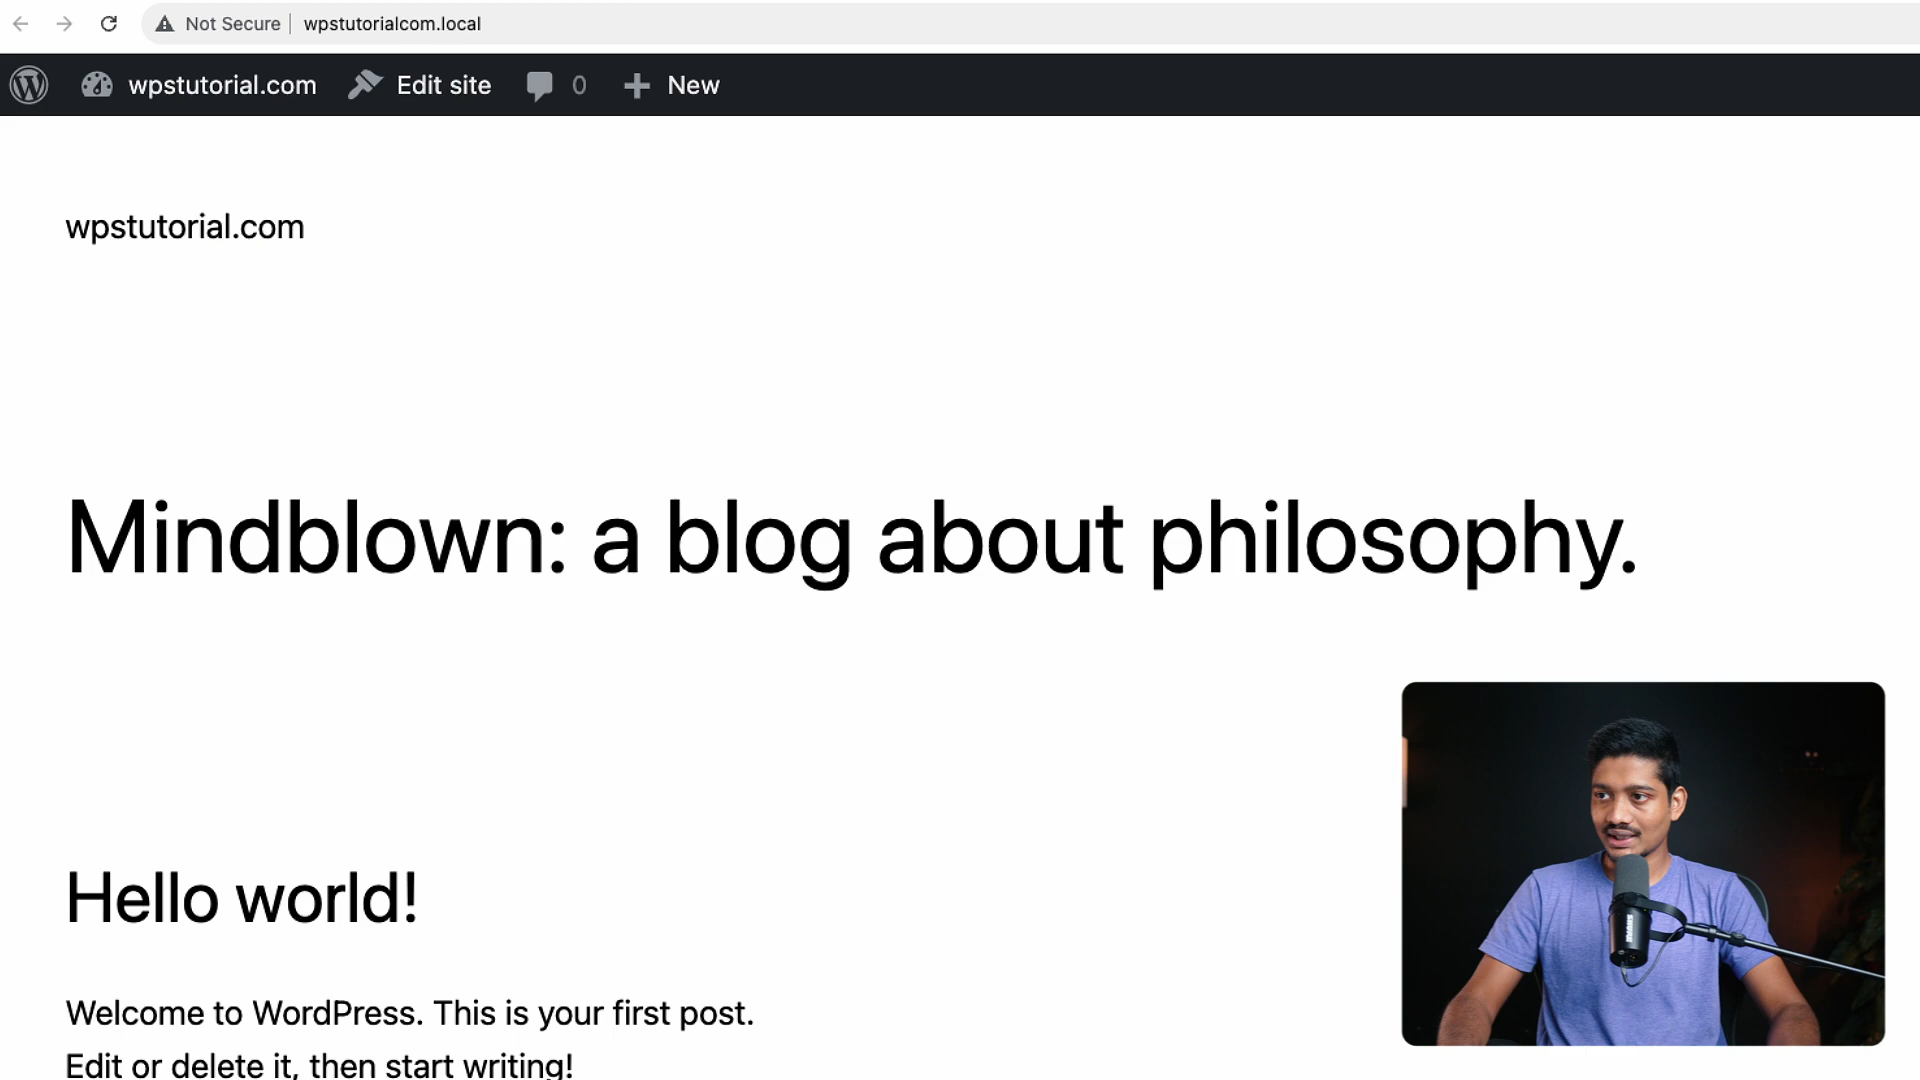 Not Secure wpstutorialcom.local
wpstutorial.com Edit site 0 New
wpstutorial.com
Mindblown: a blog about philosophy.
Hello world!
Welcome to WordPress. This is your first post.
Edit or delete it, then start writing!
SHURE